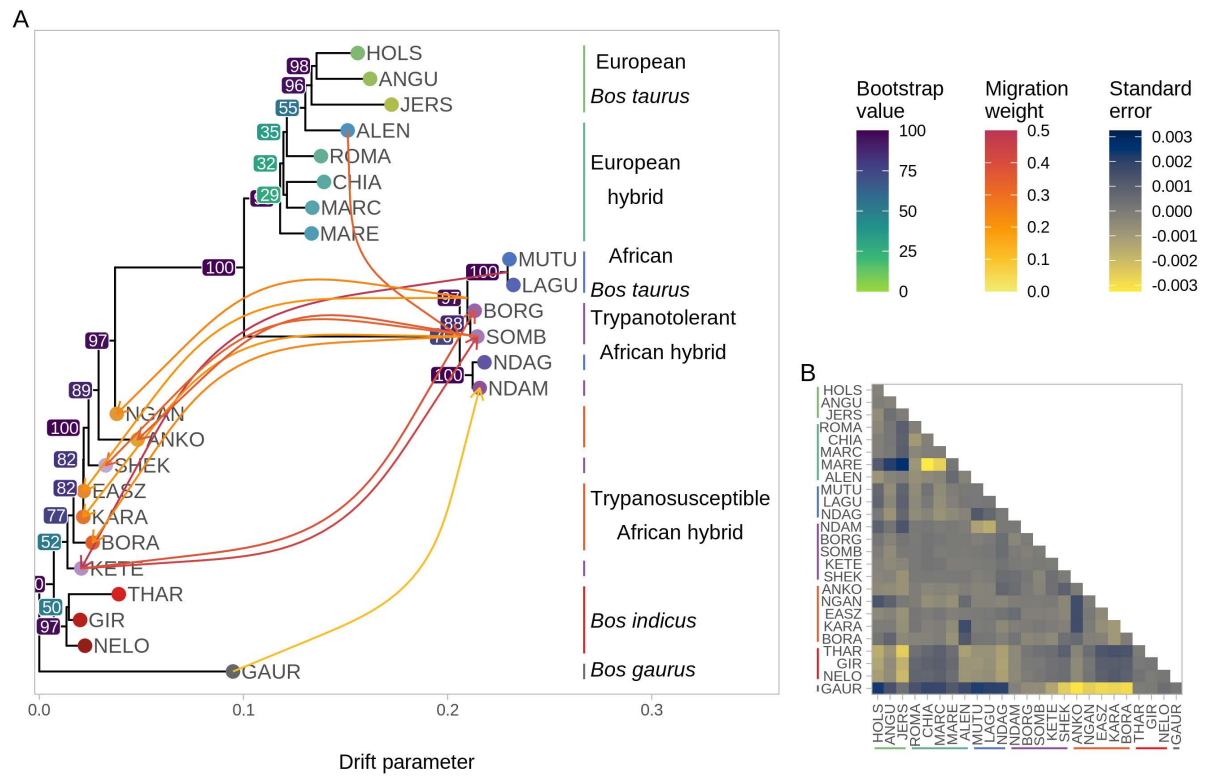 A
HOLS
ANGU
JERS
ALEN
ROMA
CHIA
MARC
MARE
MUTU
LAGU
BORG
SOMB
NDAG
NDAM
NGAN
ANKO
SHEK
EASZ
KARA
BORA
KETE
THAR
GIR
NELO
GAUR
98
96
55
35
32
29
100
100
97
88
100
97
89
100
82
82
77
52
50
97
European
Bos taurus
European
hybrid
African
Bos taurus
Trypanotolerant
African hybrid
Trypanosusceptible
African hybrid
Bos indicus
Bos gaurus
0.0 0.1 0.2 0.3
Drift parameter
Bootstrap
value
100
75
50
25
0
Migration
weight
0.5
0.4
0.3
0.2
0.1
0.0
Standard
error
0.003
0.002
0.001
0.000
-0.001
-0.002
-0.003
B
HOLS
ANGU
JERS
ROMA
CHIA
MARC
MARE
ALEN
MUTU
LAGU
NDAG
NDAM
BORG
SOMB
KETE
SHEK
ANKO
NGAN
EASZ
KARA
BORA
THAR
GIR
NELO
GAUR
HOLS ANGU JERS ROMA CHIA MARC MARE ALEN MUTU LAGU NDAG NDAM BORG SOMB KETE SHEK ANKO NGAN EASZ KARA BORA THAR GIR NELO GAUR